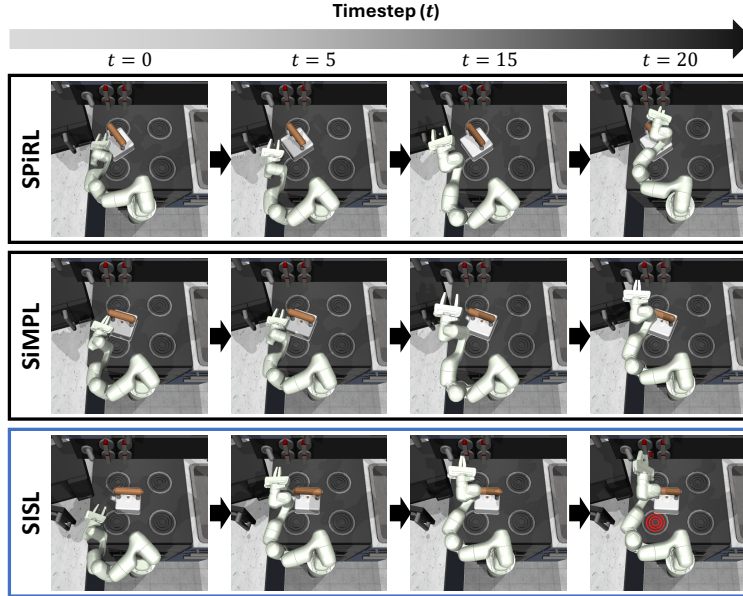 Timestep (t)
t = 0
t = 5
t = 15
t = 20
SPiRL
SiMPL
SISL